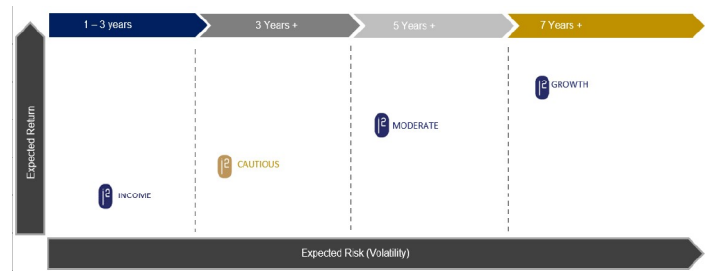 1 – 3 years
3 Years +
5 Years +
7 Years +
Expected Return
GROWTH
MODERATE
CAUTIOUS
INCOME
Expected Risk (Volatility)